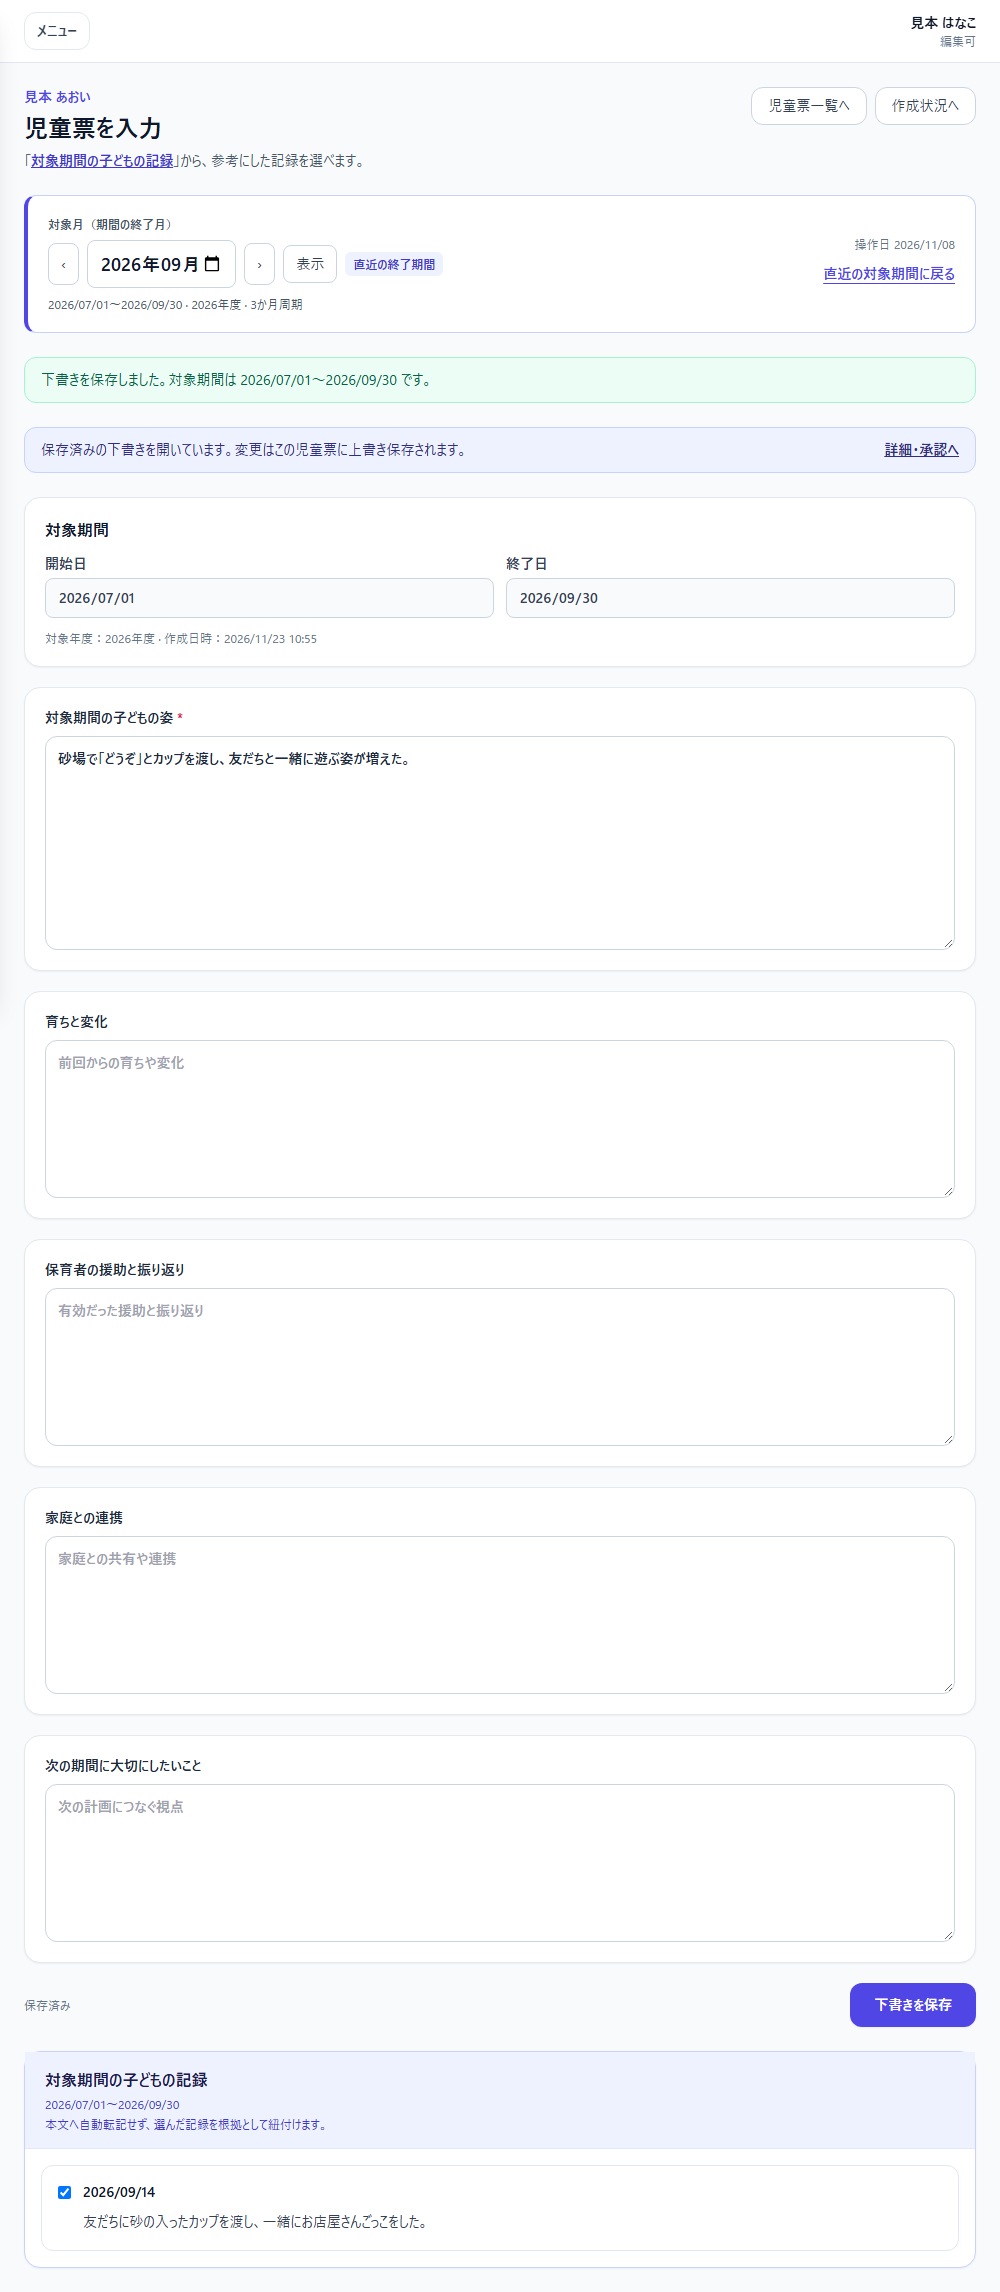 メニュー
見本 はなこ
編集可
見本 あおい
児童票を入力
「対象期間の子どもの記録」から、参考にした記録を選べます。
児童票一覧へ
作成状況へ
対象月（期間の終了月）
‹
2026年09月
›
表示
直近の終了期間
2026/07/01〜2026/09/30 · 2026年度 · 3か月周期
操作日 2026/11/08
直近の対象期間に戻る
下書きを保存しました。対象期間は 2026/07/01〜2026/09/30 です。
保存済みの下書きを開いています。変更はこの児童票に上書き保存されます。
詳細・承認へ
対象期間
開始日
2026/07/01
終了日
2026/09/30
対象年度：2026年度 · 作成日時：2026/11/23 10:55
対象期間の子どもの姿 *
砂場で「どうぞ」とカップを渡し、友だちと一緒に遊ぶ姿が増えた。
育ちと変化
前回からの育ちや変化
保育者の援助と振り返り
有効だった援助と振り返り
家庭との連携
家庭との共有や連携
次の期間に大切にしたいこと
次の計画につなぐ視点
保存済み
下書きを保存
対象期間の子どもの記録
2026/07/01〜2026/09/30
本文へ自動転記せず、選んだ記録を根拠として紐付けます。
2026/09/14
友だちに砂の入ったカップを渡し、一緒にお店屋さんごっこをした。